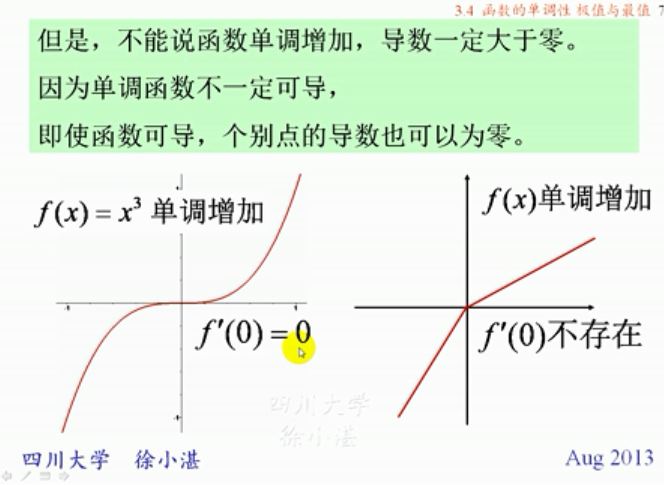 3.4 函数的单调性 极值与最值 7
但是，不能说函数单调增加，导数一定大于零。
因为单调函数不一定可导，
即使函数可导，个别点的导数也可以为零。
f(x) = x³ 单调增加
f(x)单调增加
f′(0) = 0
f′(0)不存在
-1
1
-1
四川大学
徐小湛
四川大学 徐小湛
Aug 2013